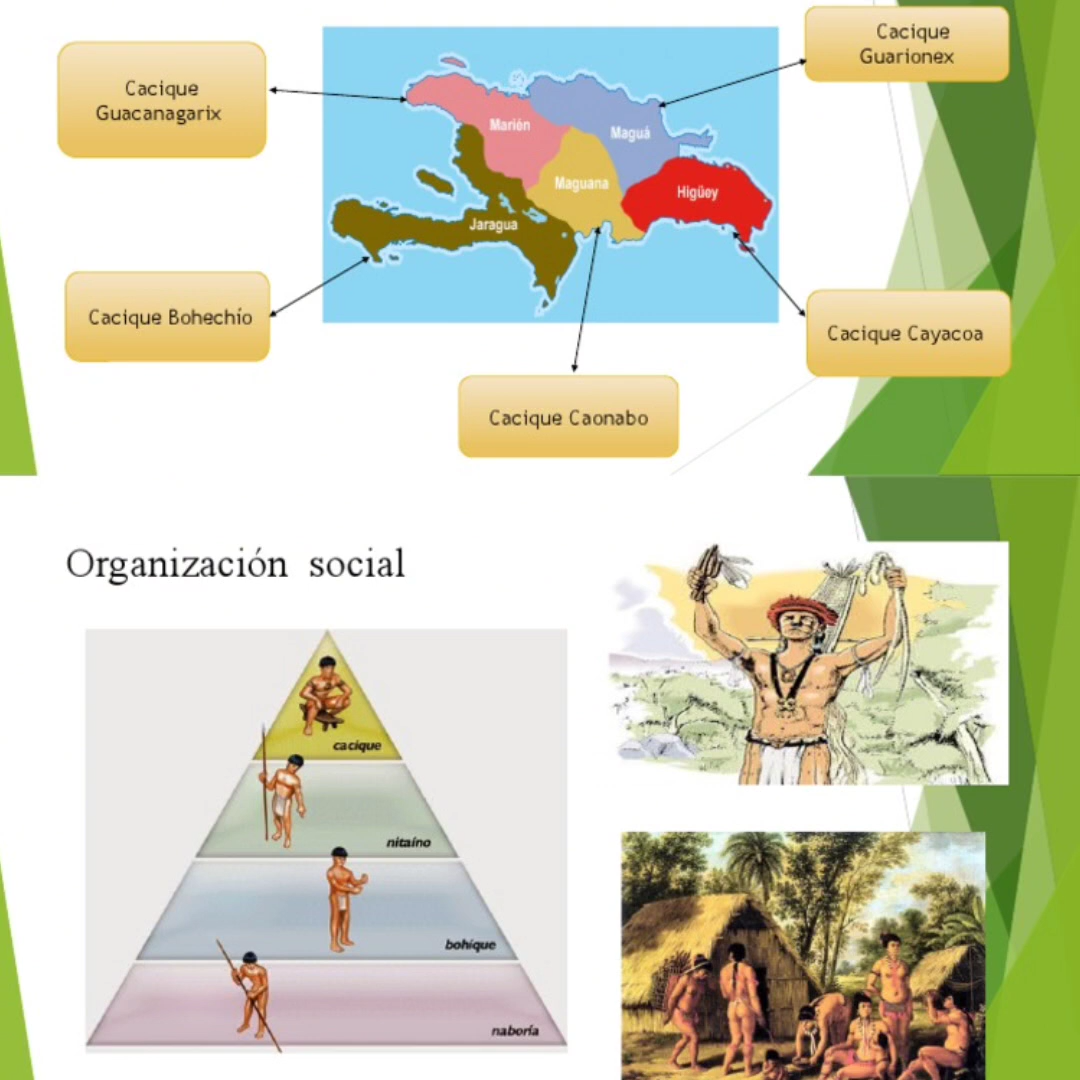 Cacique
Guarionex
Cacique
Guacanagarix
Marién
Maguá
Maguana
Higüey
Jaragua
Cacique Bohechío
Cacique Cayacoa
Cacique Caonabo
Organización social
cacique
nitaíno
bohíque
naboría